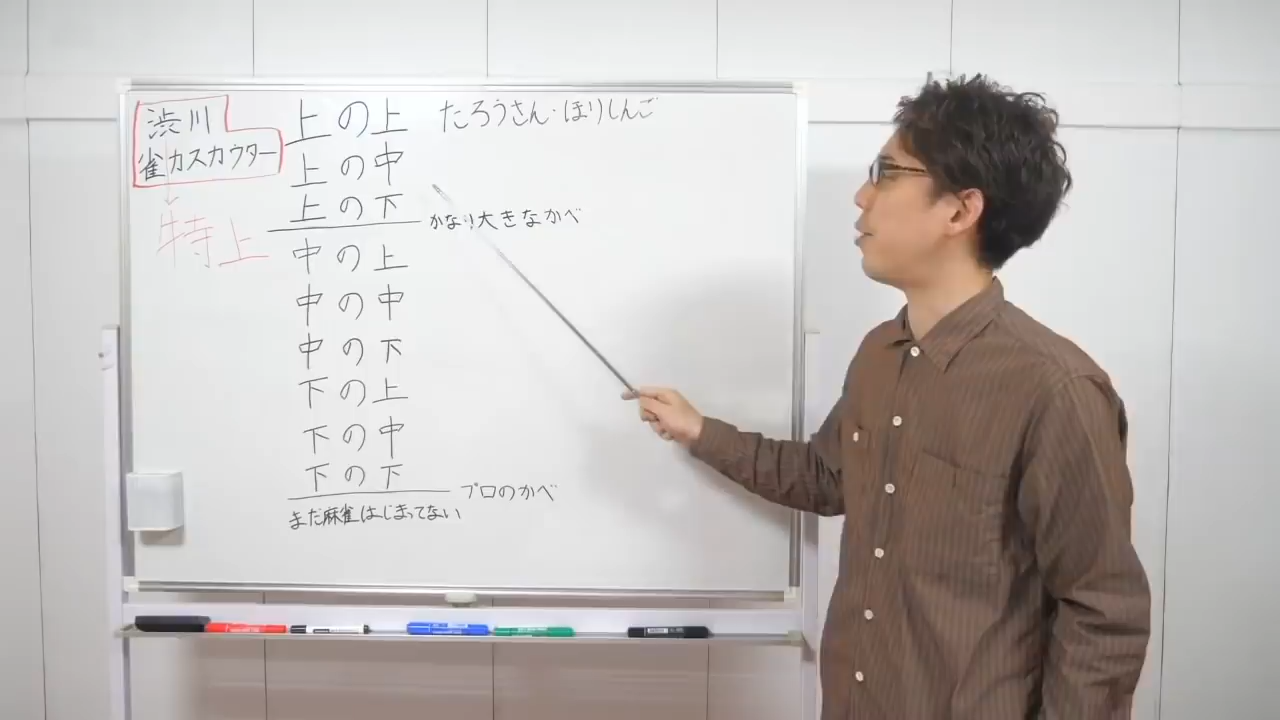 渋川
雀力スカウター
特上
上の上 たろうさん・ほりしんご
上の中
上の下
かなり大きなかべ
中の上
中の中
中の下
下の上
下の中
下の下
プロのかべ
まだ麻雀はじまってない